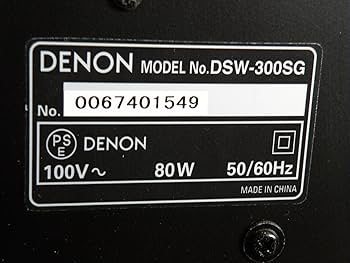 DENON MODEL No.DSW-300SG
No. 0067401549
PS E DENON
100V~ 80W 50/60Hz
MADE IN CHINA